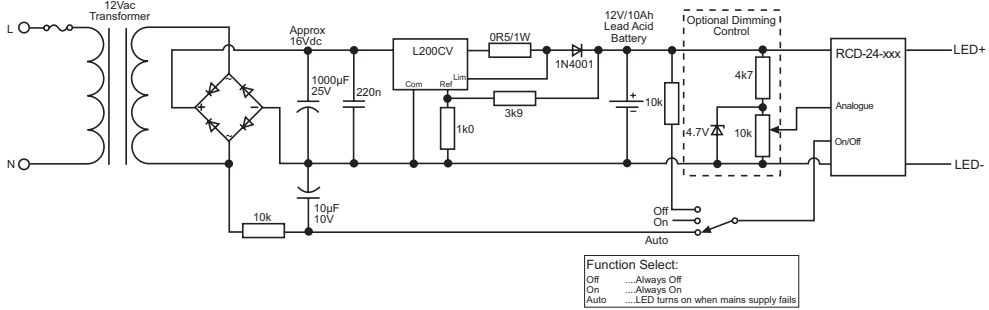 12Vac
Transformer
L
N
~
~
+
−
Approx
16Vdc
1000µF
25V
220n
L200CV
Com
Ref
Lim
0R5/1W
1N4001
3k9
1k0
12V/10Ah
Lead Acid
Battery
+
−
10k
Optional Dimming
Control
4k7
4.7V
10k
RCD-24-xxx
Analogue
On/Off
LED+
LED-
10µF
10V
10k
Off
On
Auto
Function Select:
Off ....Always Off
On ....Always On
Auto ....LED turns on when mains supply fails